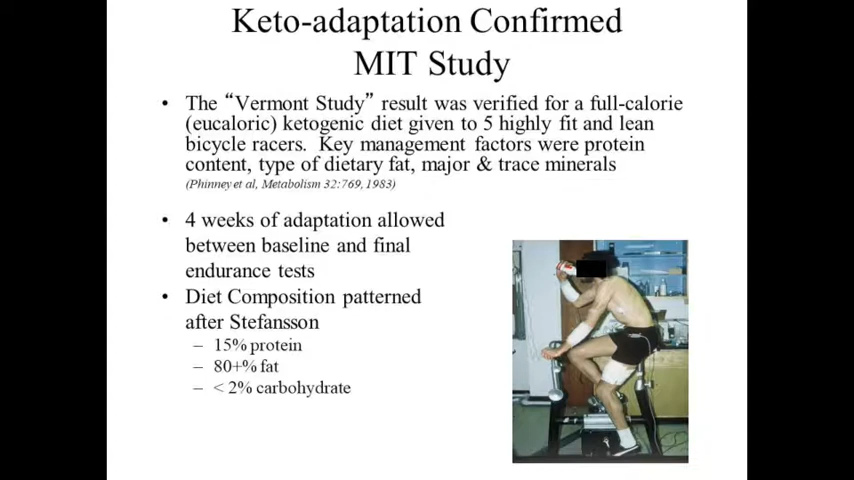 Keto-adaptation Confirmed
MIT Study
• The “Vermont Study” result was verified for a full-calorie
(eucaloric) ketogenic diet given to 5 highly fit and lean
bicycle racers. Key management factors were protein
content, type of dietary fat, major & trace minerals
(Phinney et al, Metabolism 32:769, 1983)
• 4 weeks of adaptation allowed
between baseline and final
endurance tests
• Diet Composition patterned
after Stefansson
– 15% protein
– 80+% fat
– < 2% carbohydrate